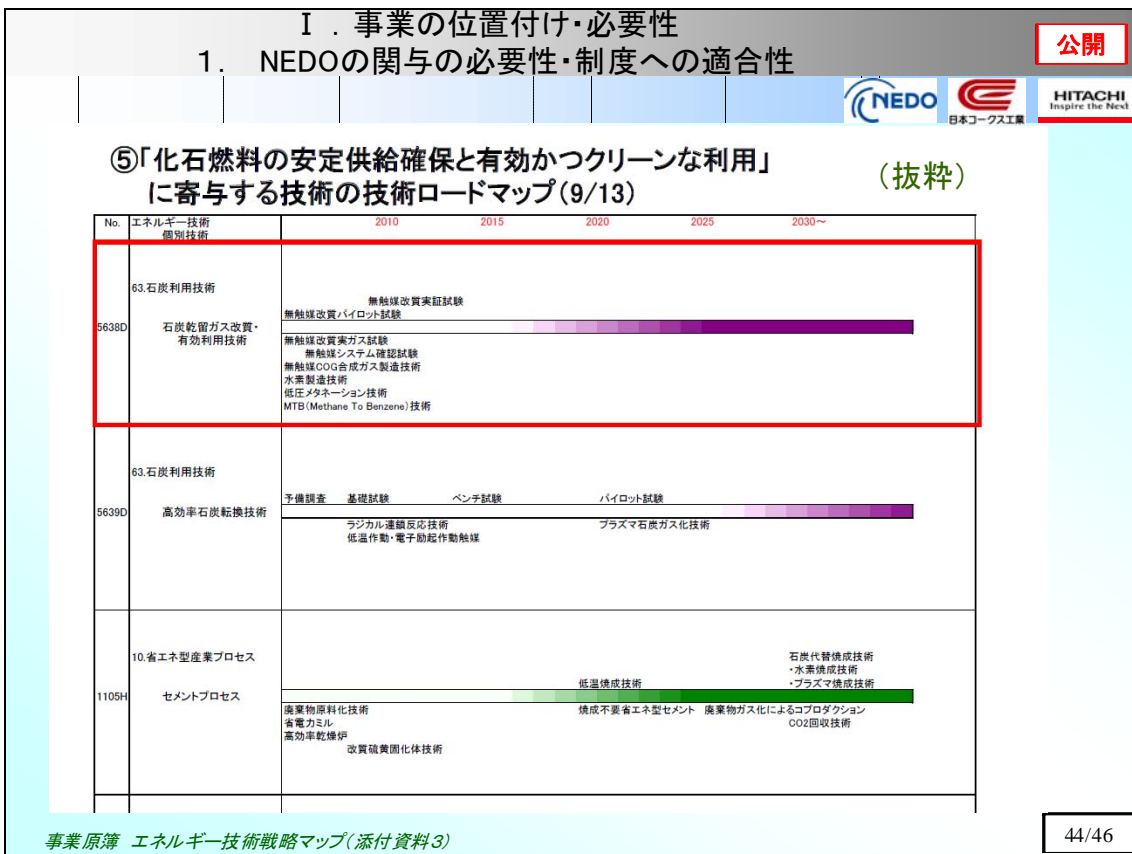 Ⅰ．事業の位置付け・必要性
1. NEDOの関与の必要性・制度への適合性
公開
NEDO
日本コークス工業
HITACHI
Inspire the Next
⑤「化石燃料の安定供給確保と有効かつクリーンな利用」
に寄与する技術の技術ロードマップ(9/13)
（抜粋）
No. エネルギー技術 2010 2015 2020 2025 2030～
個別技術
63.石炭利用技術
無触媒改質実証試験
無触媒改質パイロット試験
5638D 石炭乾留ガス改質・
有効利用技術
無触媒改質実ガス試験
無触媒システム確認試験
無触媒COG合成ガス製造技術
水素製造技術
低圧メタネーション技術
MTB(Methane To Benzene)技術
63.石炭利用技術
予備調査 基礎試験 ベンチ試験 パイロット試験
5639D 高効率石炭転換技術
ラジカル連鎖反応技術 プラズマ石炭ガス化技術
低温作動・電子励起作動触媒
10.省エネ型産業プロセス 石炭代替焼成技術
・水素焼成技術
低温焼成技術 ・プラズマ焼成技術
1105H セメントプロセス
廃棄物原料化技術 焼成不要省エネ型セメント 廃棄物ガス化によるコプロダクション
省電力ミル CO2回収技術
高効率乾燥炉
改質硫黄固化体技術
事業原簿 エネルギー技術戦略マップ(添付資料3)
44/46